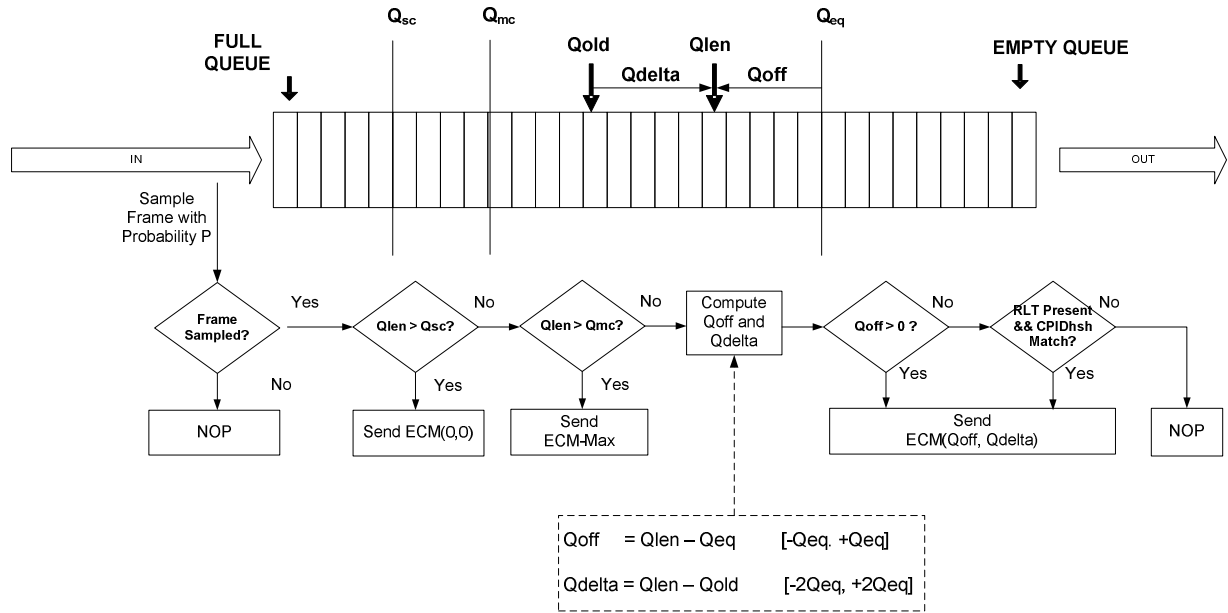 Qsc
Qmc
Qeq
FULL
QUEUE
Qold
Qlen
EMPTY QUEUE
Qdelta
Qoff
IN
OUT
Sample
Frame with
Probability P
Frame
Sampled?
Yes
No
NOP
Qlen > Qsc?
No
Yes
Send ECM(0,0)
Qlen > Qmc?
No
Yes
Send
ECM-Max
Compute
Qoff and
Qdelta
Qoff > 0 ?
No
Yes
RLT Present
&& CPIDhsh
Match?
No
Yes
Send
ECM(Qoff, Qdelta)
NOP
Qoff = Qlen – Qeq [-Qeq. +Qeq]
Qdelta = Qlen – Qold [-2Qeq, +2Qeq]